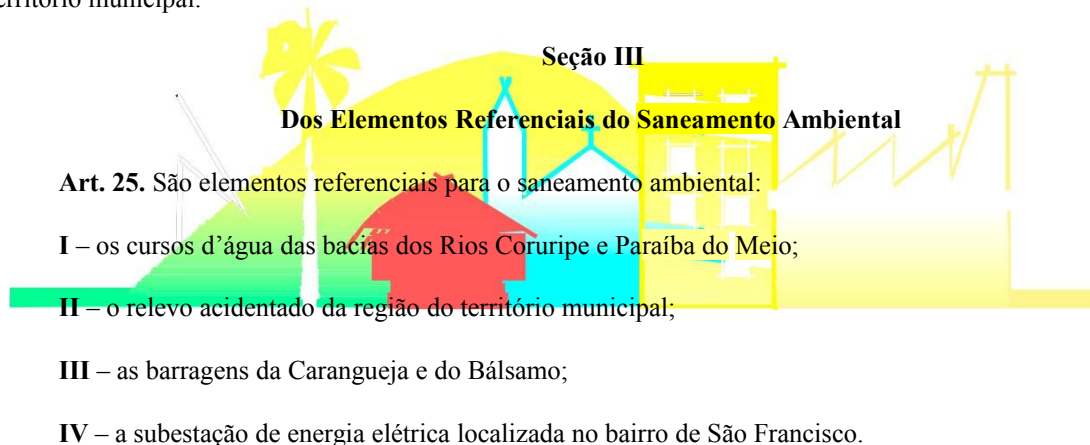 território municipal.
Seção III
Dos Elementos Referenciais do Saneamento Ambiental
Art. 25. São elementos referenciais para o saneamento ambiental:
I – os cursos d’água das bacias dos Rios Coruripe e Paraíba do Meio;
II – o relevo acidentado da região do território municipal;
III – as barragens da Carangueja e do Bálsamo;
IV – a subestação de energia elétrica localizada no bairro de São Francisco.